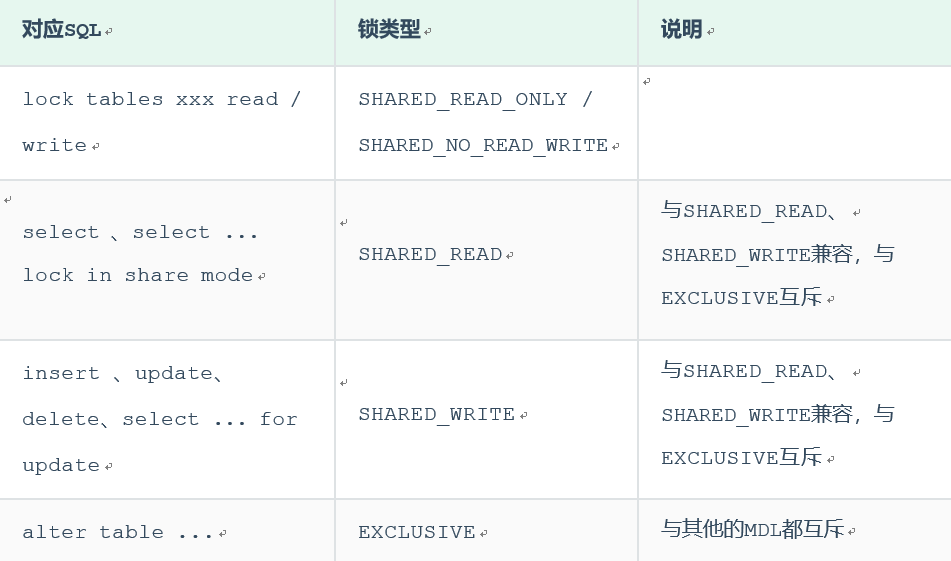 对应SQL
锁类型
说明
lock tables xxx read /
write
SHARED_READ_ONLY /
SHARED_NO_READ_WRITE
select 、select ...
lock in share mode
SHARED_READ
与SHARED_READ、
SHARED_WRITE兼容，与
EXCLUSIVE互斥
insert 、update、
delete、select ... for
update
SHARED_WRITE
与SHARED_READ、
SHARED_WRITE兼容，与
EXCLUSIVE互斥
alter table ...
EXCLUSIVE
与其他的MDL都互斥